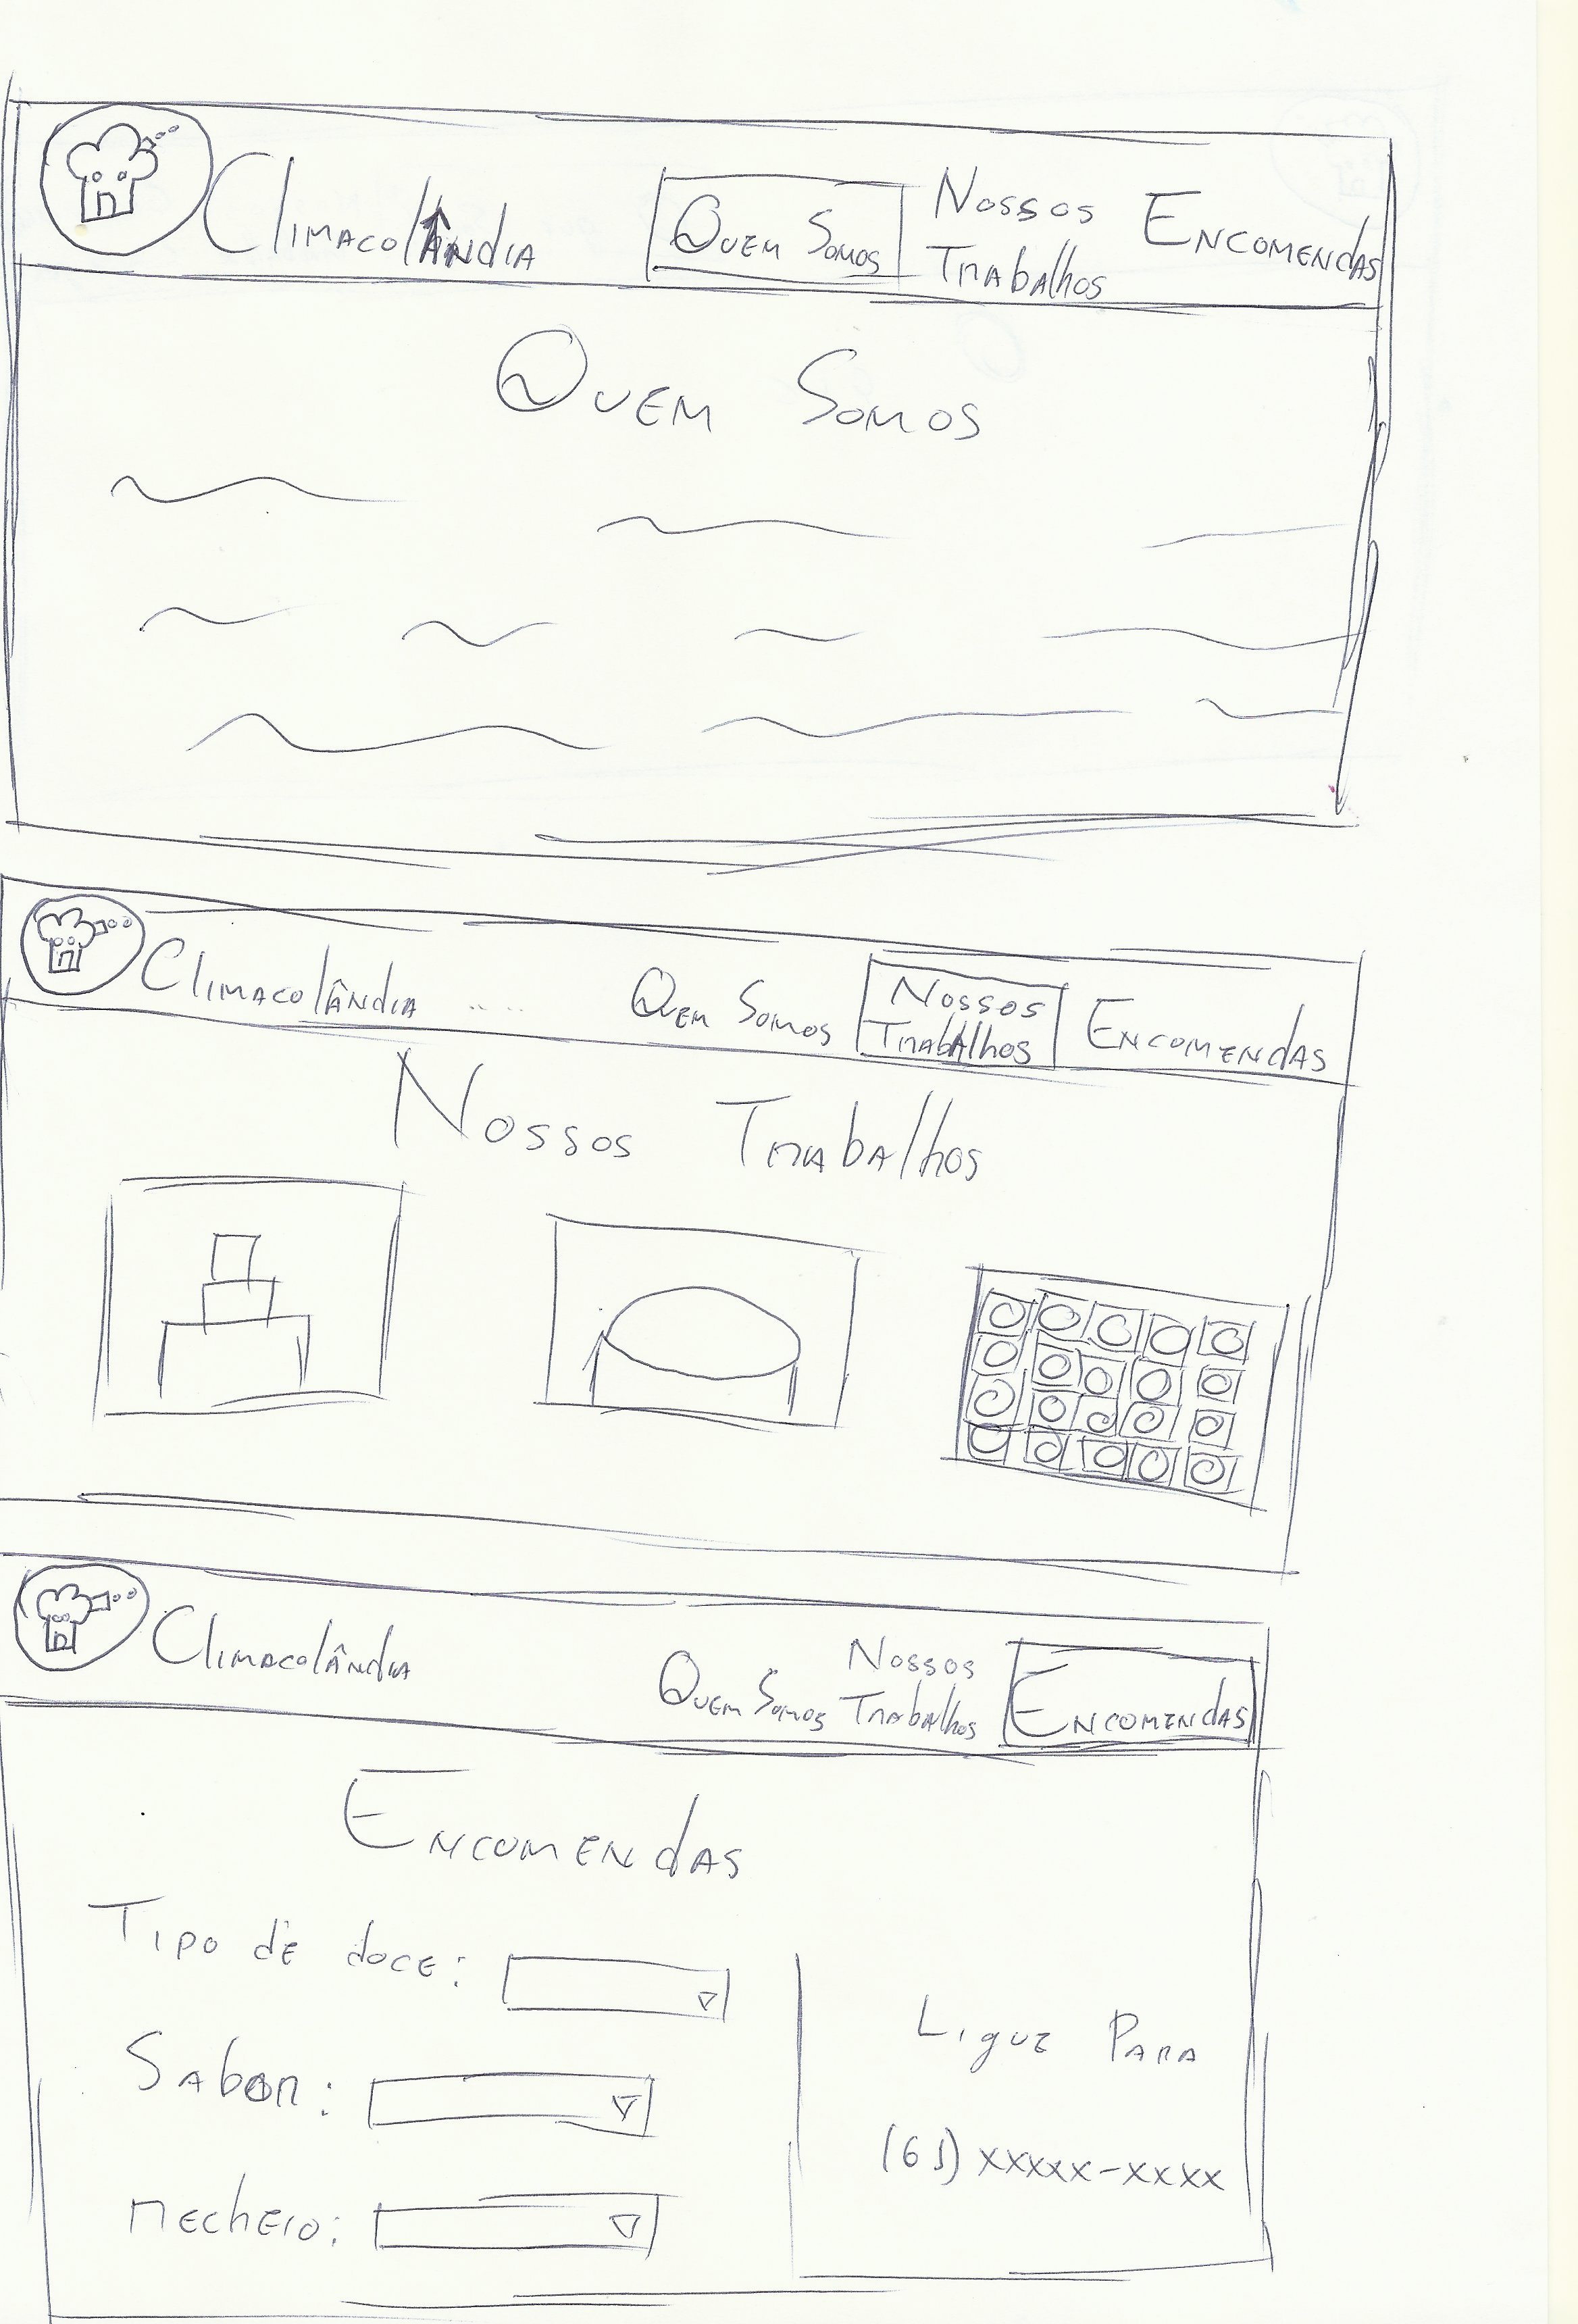 Climacolândia Quem Somos Nossos Trabalhos Encomendas
Quem Somos
Climacolândia Quem Somos Nossos Trabalhos Encomendas
Nossos Trabalhos
Climacolândia Quem Somos Nossos Trabalhos Encomendas
Encomendas
Tipo de doce:
Sabor:
recheio:
Ligue Para
(61) xxxxx-xxxx